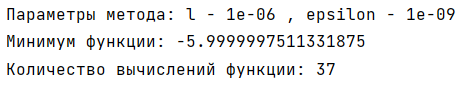 Параметры метода: l - 1e-06 , epsilon - 1e-09
Минимум функции: -5.9999997511331875
Количество вычислений функции: 37